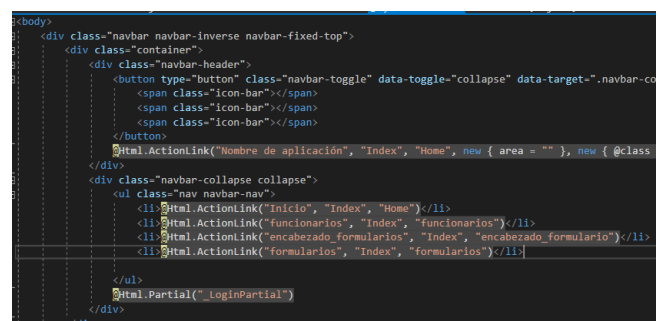 <body>
<div class="navbar navbar-inverse navbar-fixed-top">
<div class="container">
<div class="navbar-header">
<button type="button" class="navbar-toggle" data-toggle="collapse" data-target=".navbar-co
<span class="icon-bar"></span>
<span class="icon-bar"></span>
<span class="icon-bar"></span>
</button>
@Html.ActionLink("Nombre de aplicación", "Index", "Home", new { area = "" }, new { @class
</div>
<div class="navbar-collapse collapse">
<ul class="nav navbar-nav">
<li>@Html.ActionLink("Inicio", "Index", "Home")</li>
<li>@Html.ActionLink("funcionarios", "Index", "funcionarios")</li>
<li>@Html.ActionLink("encabezado_formularios", "Index", "encabezado_formulario")</li>
<li>@Html.ActionLink("formularios", "Index", "formularios")</li>
</ul>
@Html.Partial("_LoginPartial")
</div>